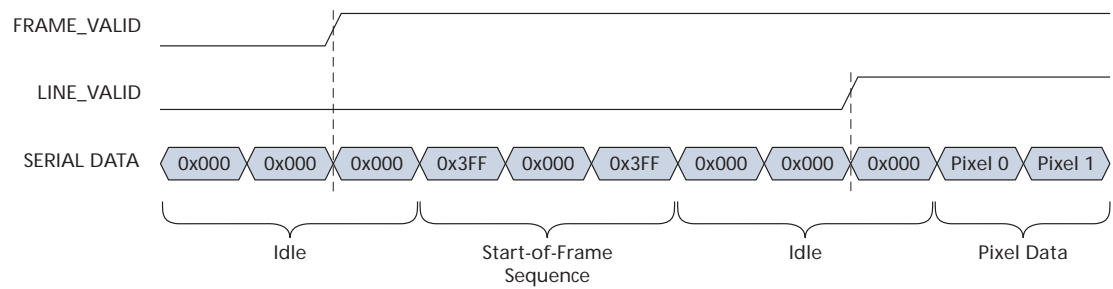 FRAME_VALID
LINE_VALID
SERIAL DATA 0x000 0x000 0x000 0x3FF 0x000 0x3FF 0x000 0x000 0x000 Pixel 0 Pixel 1
Idle Start-of-Frame Idle Pixel Data
Sequence